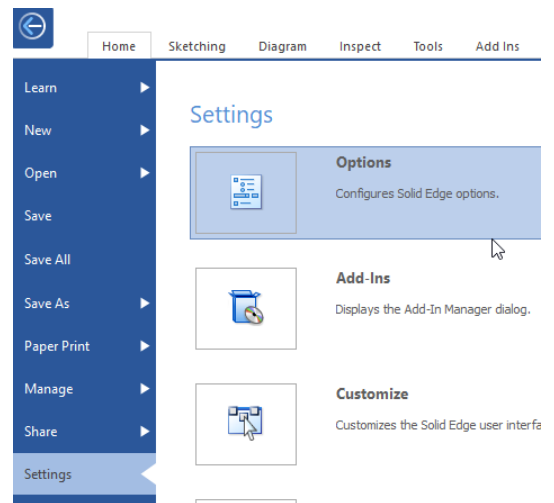 Home Sketching Diagram Inspect Tools Add Ins
Learn
New
Open
Save
Save All
Save As
Paper Print
Manage
Share
Settings
Settings
Options
Configures Solid Edge options.
Add-Ins
Displays the Add-In Manager dialog.
Customize
Customizes the Solid Edge user